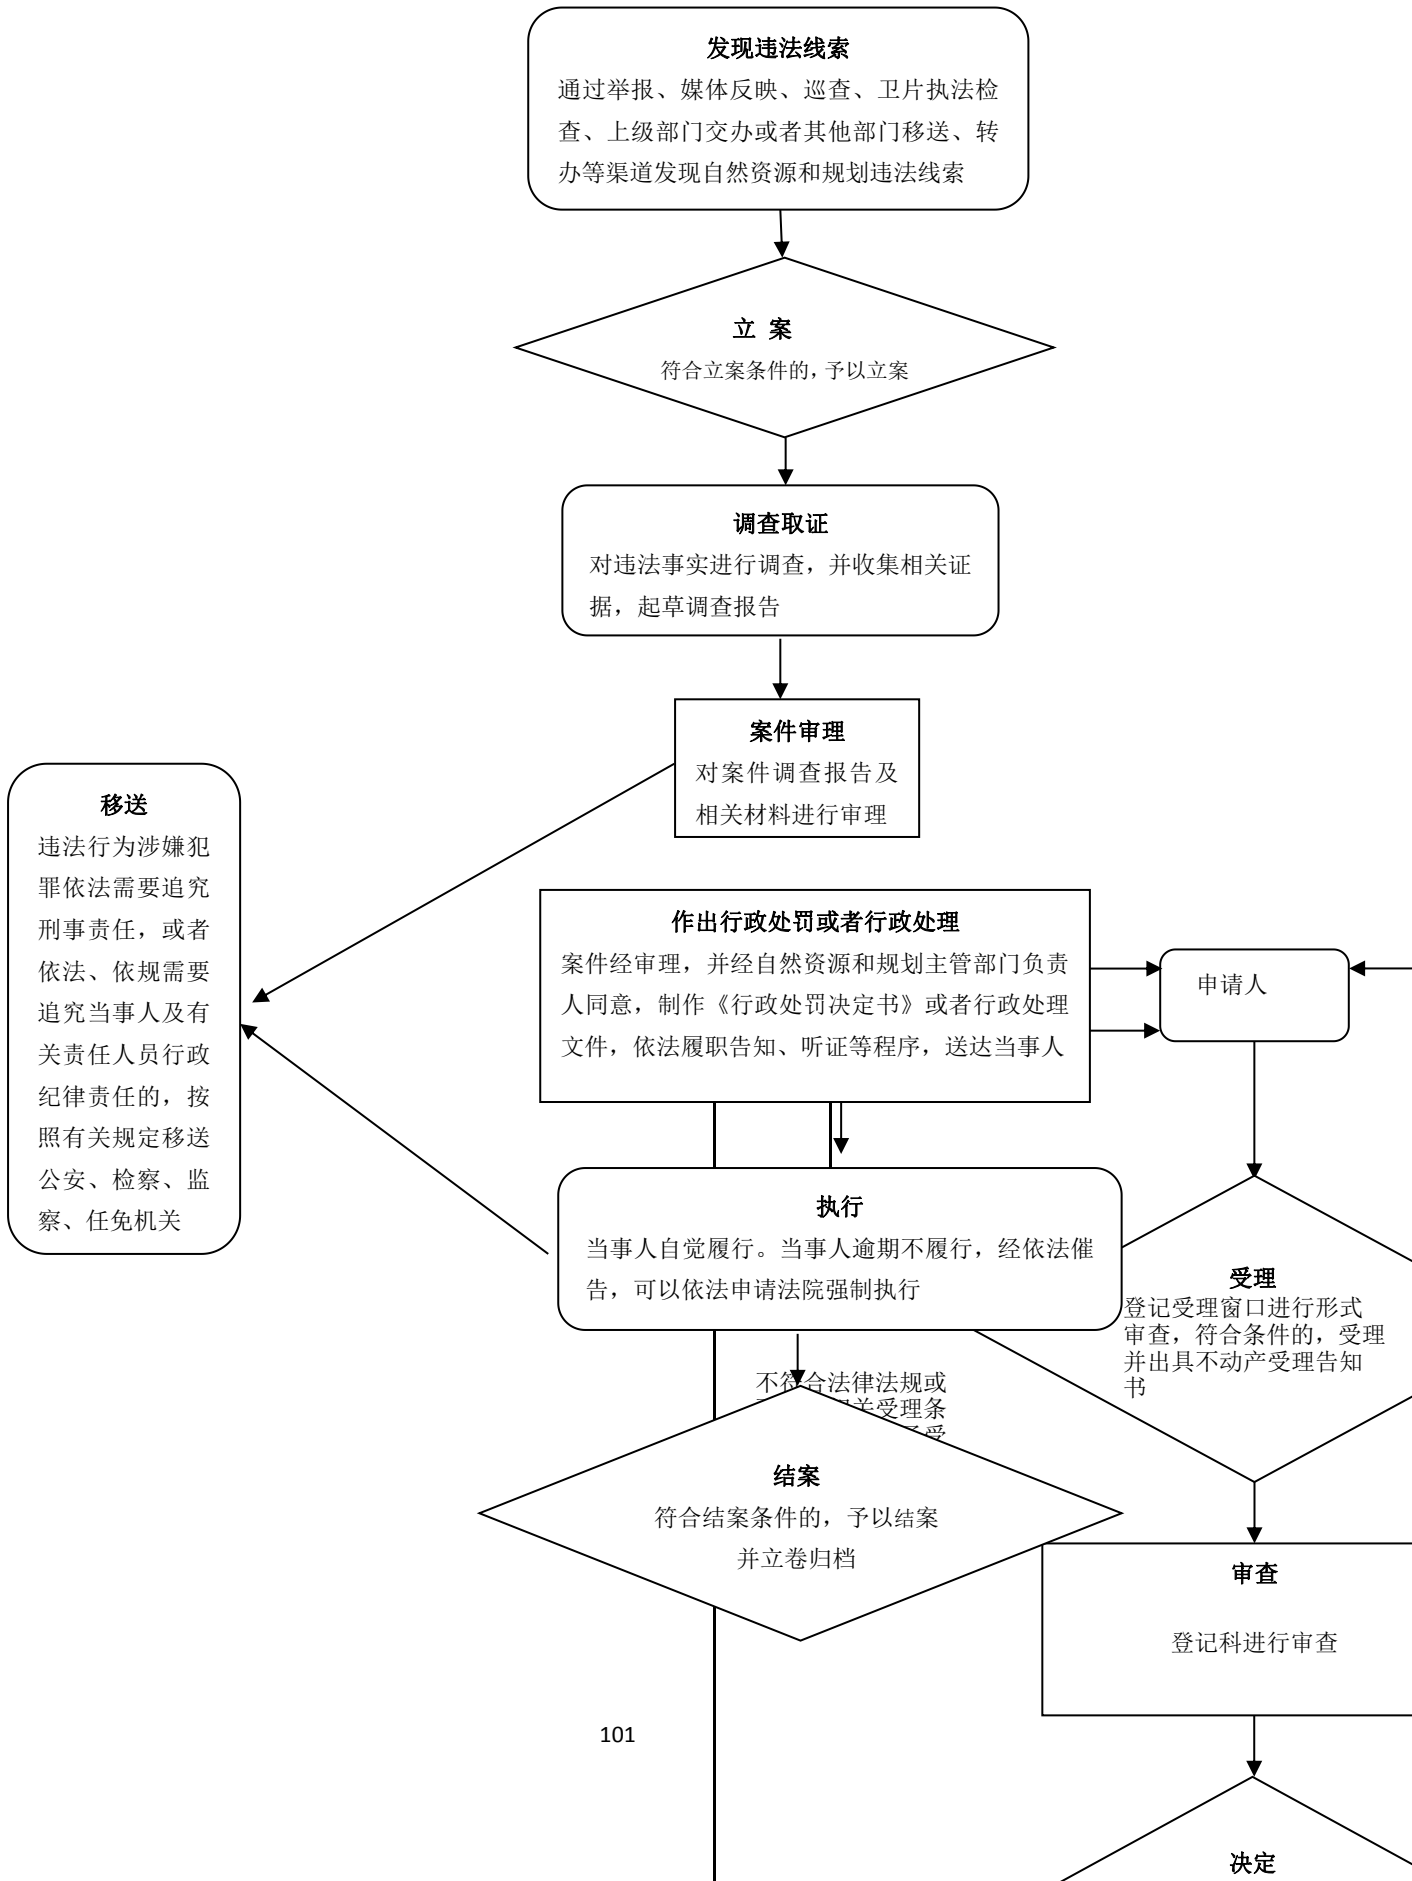 发现违法线索
通过举报、媒体反映、巡查、卫片执法检
查、上级部门交办或者其他部门移送、转
办等渠道发现自然资源和规划违法线索
立 案
符合立案条件的，予以立案
调查取证
对违法事实进行调查，并收集相关证
据，起草调查报告
案件审理
对案件调查报告及
相关材料进行审理
移送
违法行为涉嫌犯
罪依法需要追究
刑事责任，或者
依法、依规需要
追究当事人及有
关责任人员行政
纪律责任的，按
照有关规定移送
公安、检察、监
察、任免机关
作出行政处罚或者行政处理
案件经审理，并经自然资源和规划主管部门负责
人同意，制作《行政处罚决定书》或者行政处理
文件，依法履职告知、听证等程序，送达当事人
申请人
执行
当事人自觉履行。当事人逾期不履行，经依法催
告，可以依法申请法院强制执行
受理
登记受理窗口进行形式
审查，符合条件的，受理
并出具不动产受理告知
书
不符合法律法规或
关受理条
受
结案
符合结案条件的，予以结案
并立卷归档
审查
登记科进行审查
101
决定